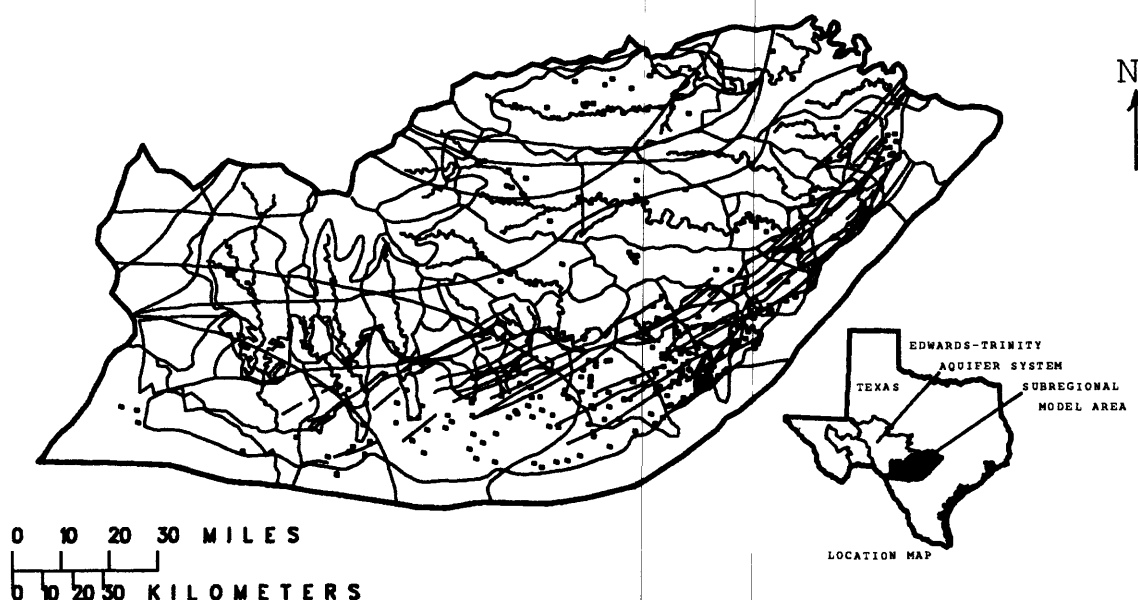 N
EDWARDS-TRINITY
AQUIFER SYSTEM
TEXAS
SUBREGIONAL
MODEL AREA
LOCATION MAP
0 10 20 30 MILES
0 10 20 30 KILOMETERS